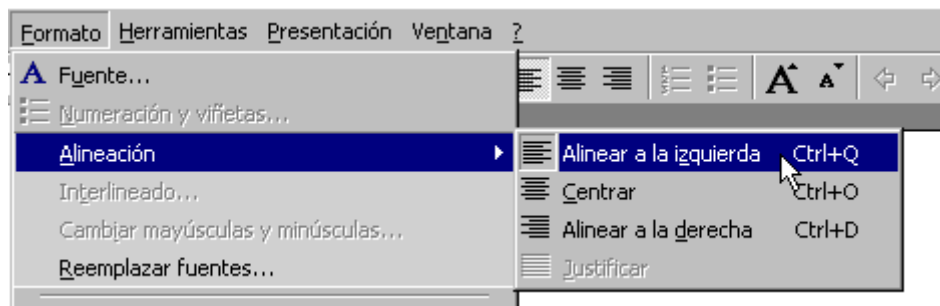 Formato Herramientas Presentación Ventana ?
A Fuente...
Numeración y viñetas...
Alineación
Alinear a la izquierda Ctrl+Q
Interlineado...
Centrar Ctrl+O
Cambiar mayúsculas y minúsculas...
Alinear a la derecha Ctrl+D
Reemplazar fuentes...
Justificar